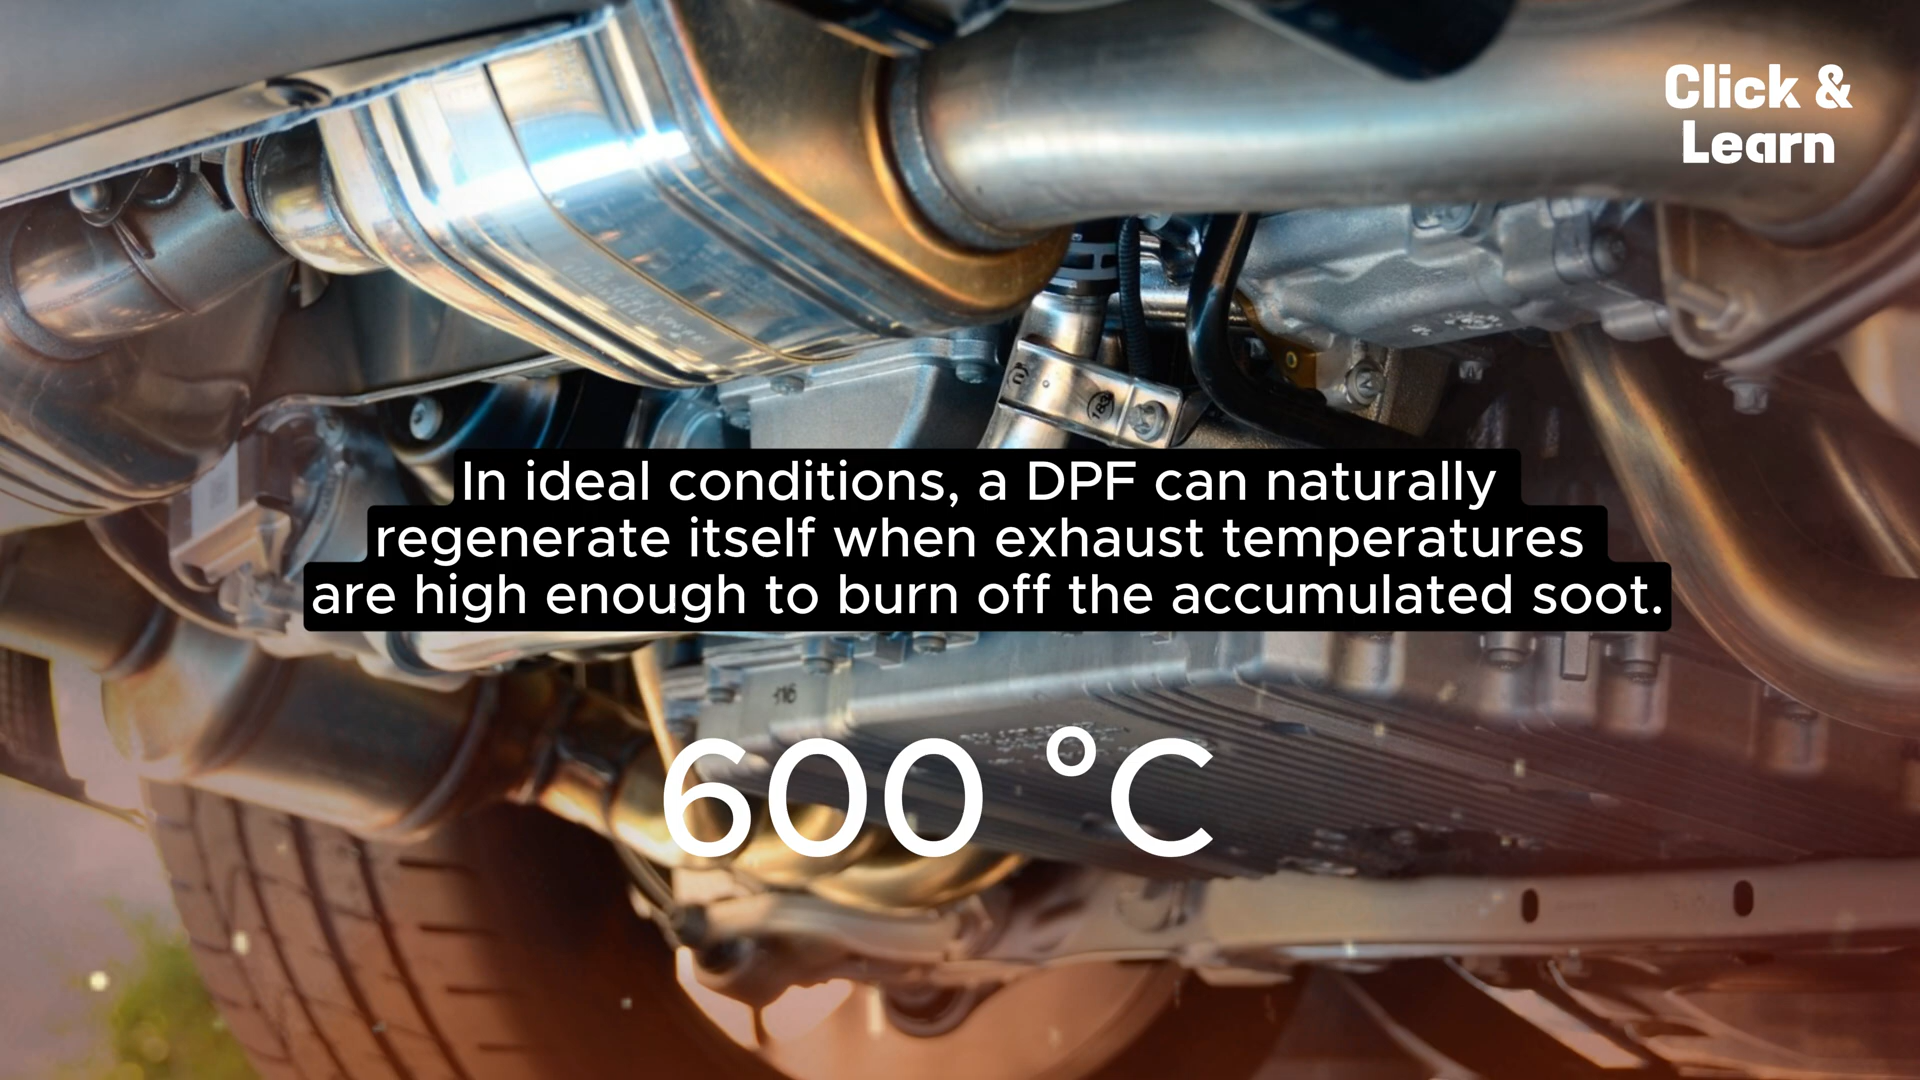 Click &
Learn
183
In ideal conditions, a DPF can naturally
regenerate itself when exhaust temperatures
are high enough to burn off the accumulated soot.
600 °C